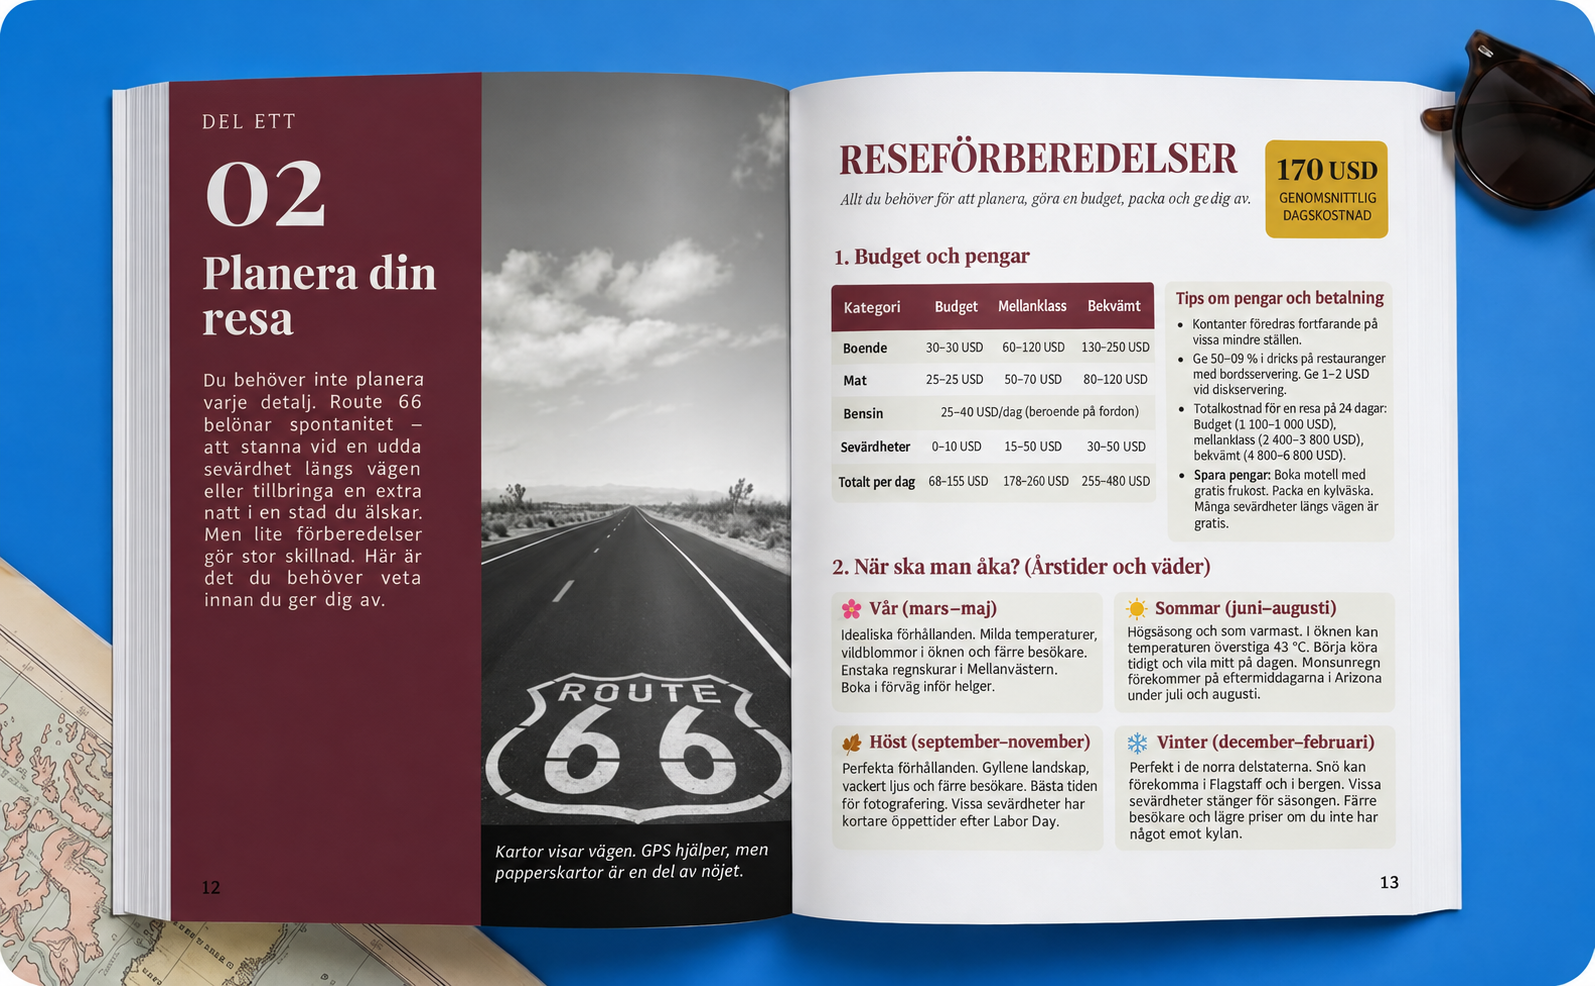 DEL ETT
02
Planera din
resa
Du behöver inte planera
varje detalj. Route 66
belönar spontanitet –
att stanna vid en udda
sevärdhet längs vägen
eller tillbringa en extra
natt i en stad du älskar.
Men lite förberedelser
gör stor skillnad. Här är
det du behöver veta
innan du ger dig av.
12
ROUTE
66
Kartor visar vägen. GPS hjälper, men
papperskartor är en del av nöjet.
RESEFÖRBEREDELSER
Allt du behöver för att planera, göra en budget, packa och ge dig av.
170 USD
GENOMSNITTLIG
DAGSKOSTNAD
1. Budget och pengar
Kategori Budget Mellanklass Bekvämt
Boende 30–30 USD 60–120 USD 130–250 USD
Mat 25–25 USD 50–70 USD 80–120 USD
Bensin 25–40 USD/dag (beroende på fordon)
Sevärdheter 0–10 USD 15–50 USD 30–50 USD
Totalt per dag 68–155 USD 178–260 USD 255–480 USD
Tips om pengar och betalning
• Kontanter föredras fortfarande på
vissa mindre ställen.
• Ge 50–09 % i dricks på restauranger
med bordsservering. Ge 1–2 USD
vid diskservering.
• Totalkostnad för en resa på 24 dagar:
Budget (1 100–1 000 USD),
mellanklass (2 400–3 800 USD),
bekvämt (4 800–6 800 USD).
• Spara pengar: Boka motell med
gratis frukost. Packa en kylväska.
Många sevärdheter längs vägen är
gratis.
2. När ska man åka? (Årstider och väder)
Vår (mars–maj)
Idealiska förhållanden. Milda temperaturer,
vildblommor i öknen och färre besökare.
Enstaka regnskurar i Mellanvästern.
Boka i förväg inför helger.
Sommar (juni–augusti)
Högsäsong och som varmast. I öknen kan
temperaturen överstiga 43 °C. Börja köra
tidigt och vila mitt på dagen. Monsunregn
förekommer på eftermiddagarna i Arizona
under juli och augusti.
Höst (september–november)
Perfekta förhållanden. Gyllene landskap,
vackert ljus och färre besökare. Bästa tiden
för fotografering. Vissa sevärdheter har
kortare öppettider efter Labor Day.
Vinter (december–februari)
Perfekt i de norra delstaterna. Snö kan
förekomma i Flagstaff och i bergen. Vissa
sevärdheter stänger för säsongen. Färre
besökare och lägre priser om du inte har
något emot kylan.
13